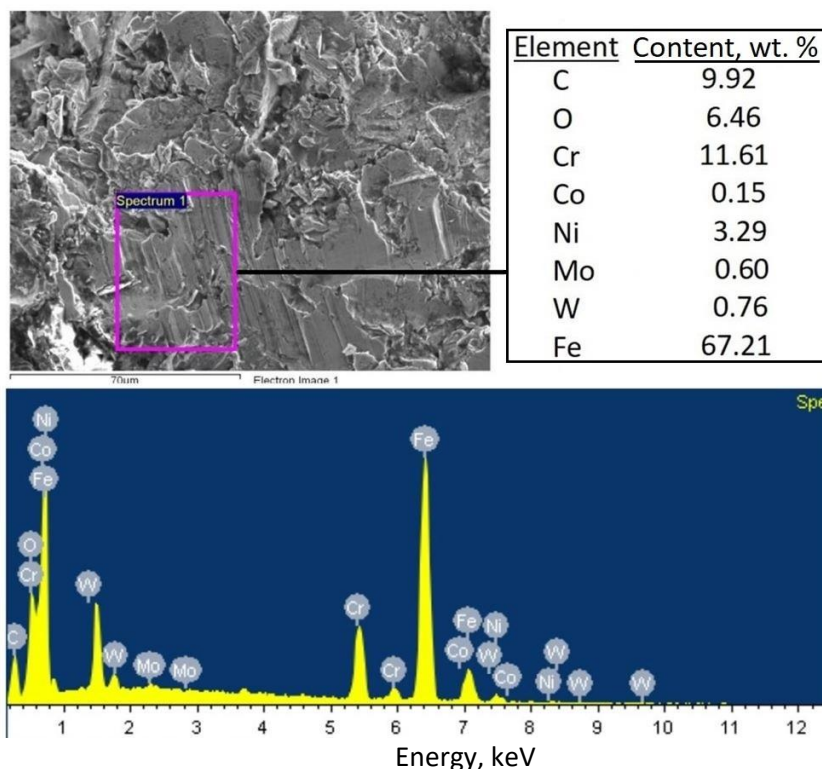 Element Content, wt. %
C 9.92
O 6.46
Cr 11.61
Co 0.15
Ni 3.29
Mo 0.60
W 0.76
Fe 67.21
Spectrum 1
70um Electron Image 1
Spe
Ni
Co
Fe
O
Cr
C
W
W
Mo
Mo
Cr
Cr
Fe
Fe
Co
Ni
W
Co
W
Ni
W
W
1 2 3 4 5 6 7 8 9 10 11 12
Energy, keV